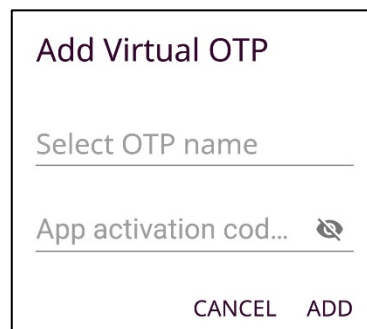 Add Virtual OTP
Select OTP name
App activation cod...
CANCEL ADD